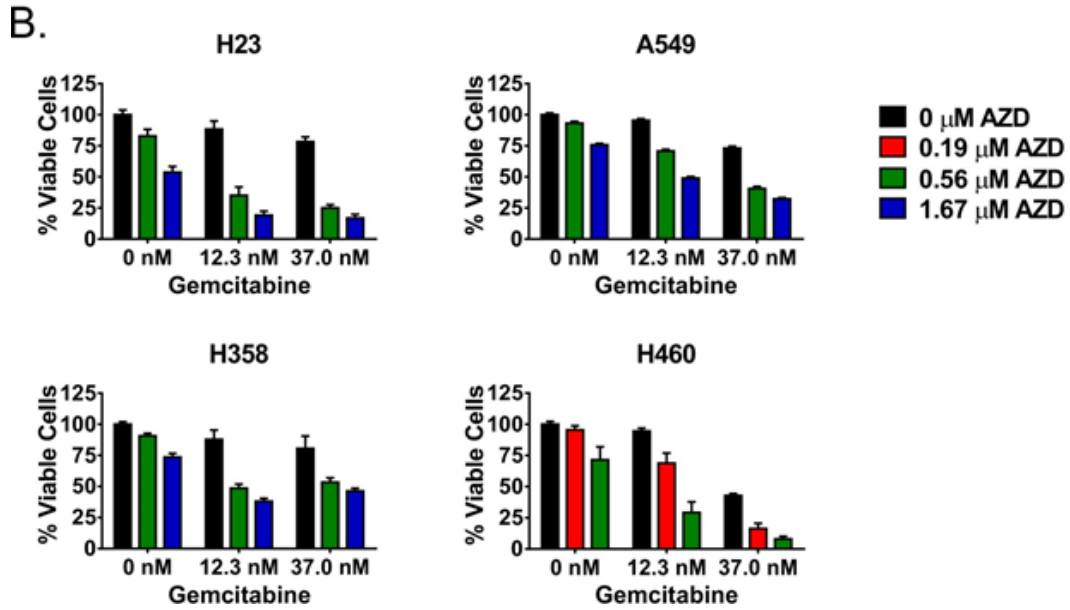 B.
H23
% Viable Cells
125
100
75
50
25
0
0 nM 12.3 nM 37.0 nM
Gemcitabine
A549
% Viable Cells
125
100
75
50
25
0
0 nM 12.3 nM 37.0 nM
Gemcitabine
0 μM AZD
0.19 μM AZD
0.56 μM AZD
1.67 μM AZD
H358
% Viable Cells
125
100
75
50
25
0
0 nM 12.3 nM 37.0 nM
Gemcitabine
H460
% Viable Cells
125
100
75
50
25
0
0 nM 12.3 nM 37.0 nM
Gemcitabine